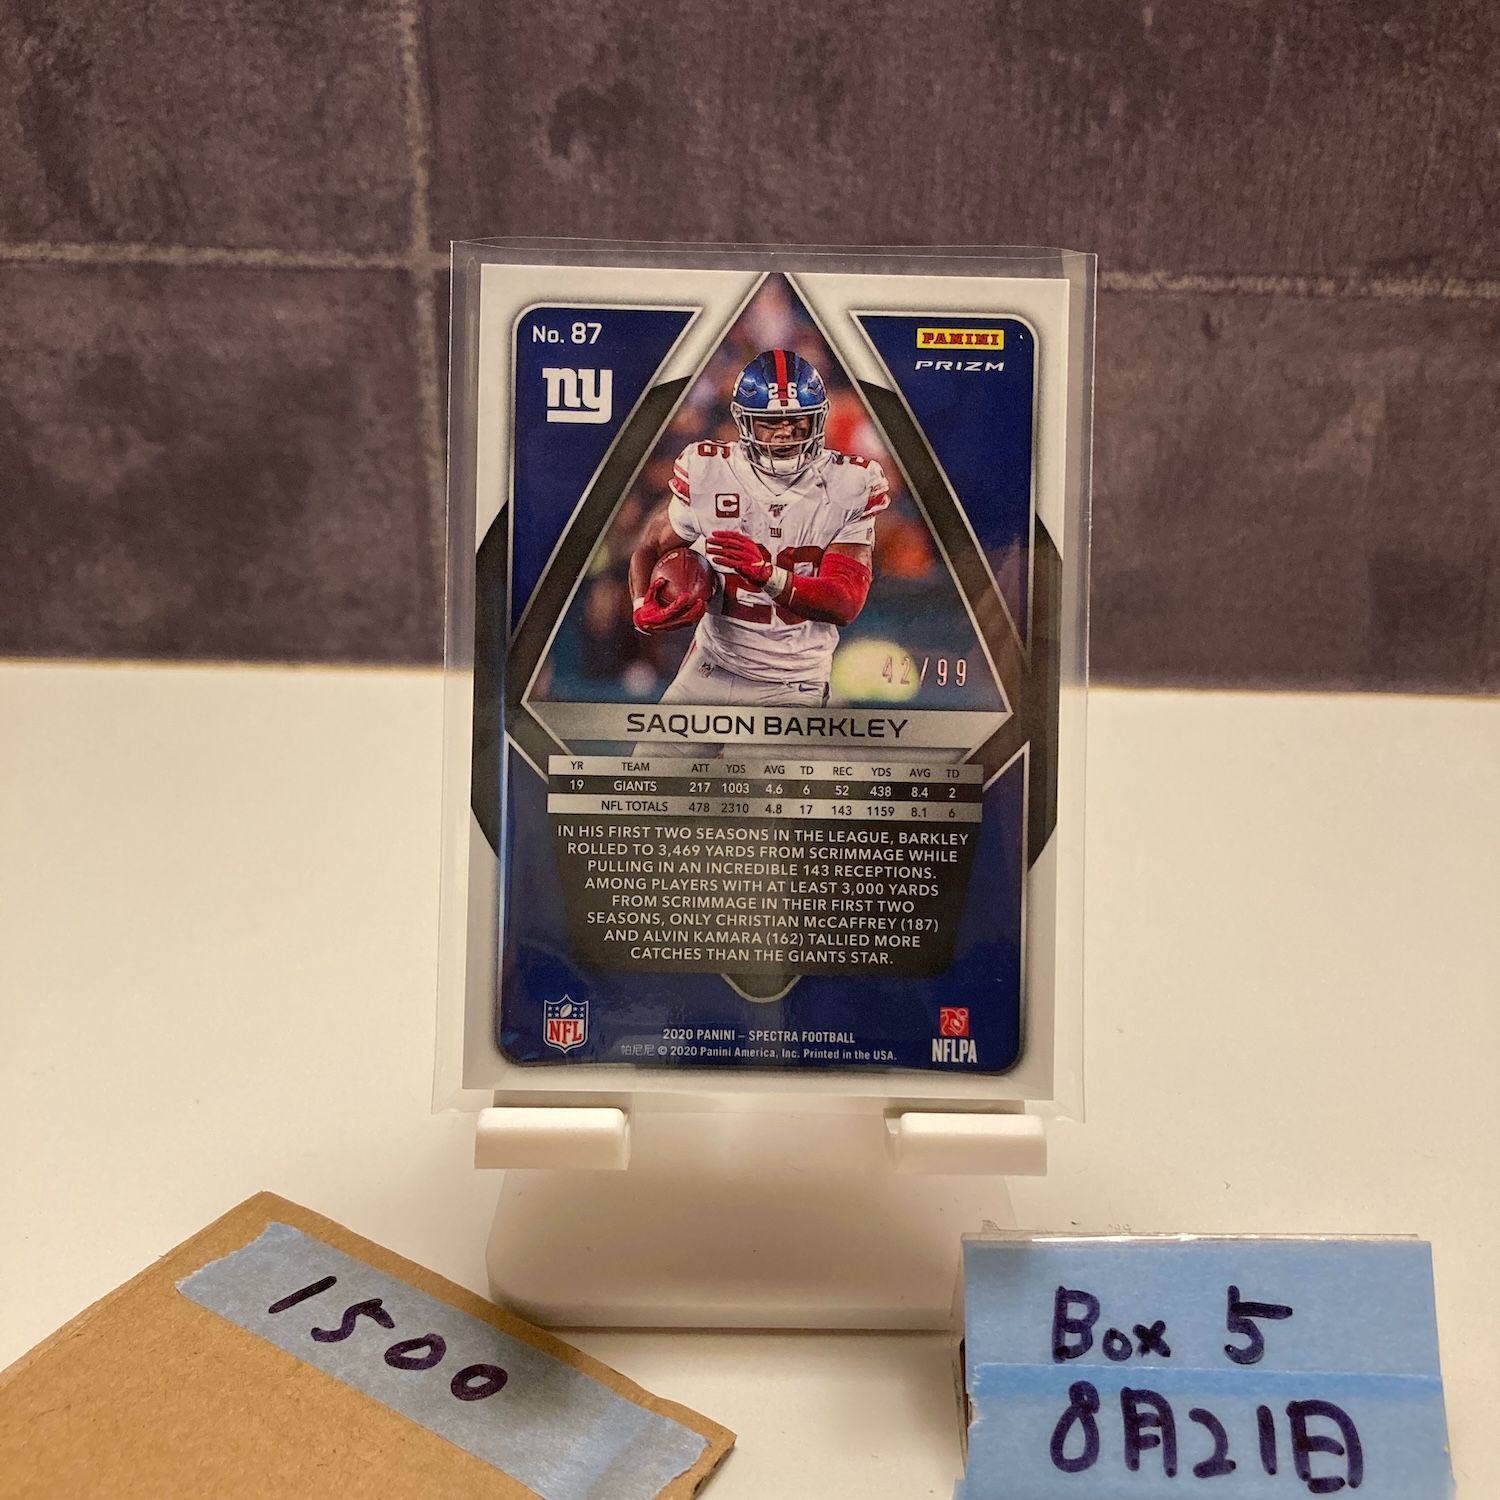 No. 87
ny
PANINI
PRIZM
26
26
C
ny
26
42/99
SAQUON BARKLEY
YR TEAM ATT YDS AVG TD REC YDS AVG TD
19 GIANTS 217 1003 4.6 6 52 438 8.4 2
NFL TOTALS 478 2310 4.8 17 143 1159 8.1 6
IN HIS FIRST TWO SEASONS IN THE LEAGUE, BARKLEY
ROLLED TO 3,469 YARDS FROM SCRIMMAGE WHILE
PULLING IN AN INCREDIBLE 143 RECEPTIONS.
AMONG PLAYERS WITH AT LEAST 3,000 YARDS
FROM SCRIMMAGE IN THEIR FIRST TWO
SEASONS, ONLY CHRISTIAN McCAFFREY (187)
AND ALVIN KAMARA (162) TALLIED MORE
CATCHES THAN THE GIANTS STAR.
NFL
2020 PANINI – SPECTRA FOOTBALL
帕尼尼 © 2020 Panini America, Inc. Printed in the USA.
NFLPA
1500
Box 5
8月21日